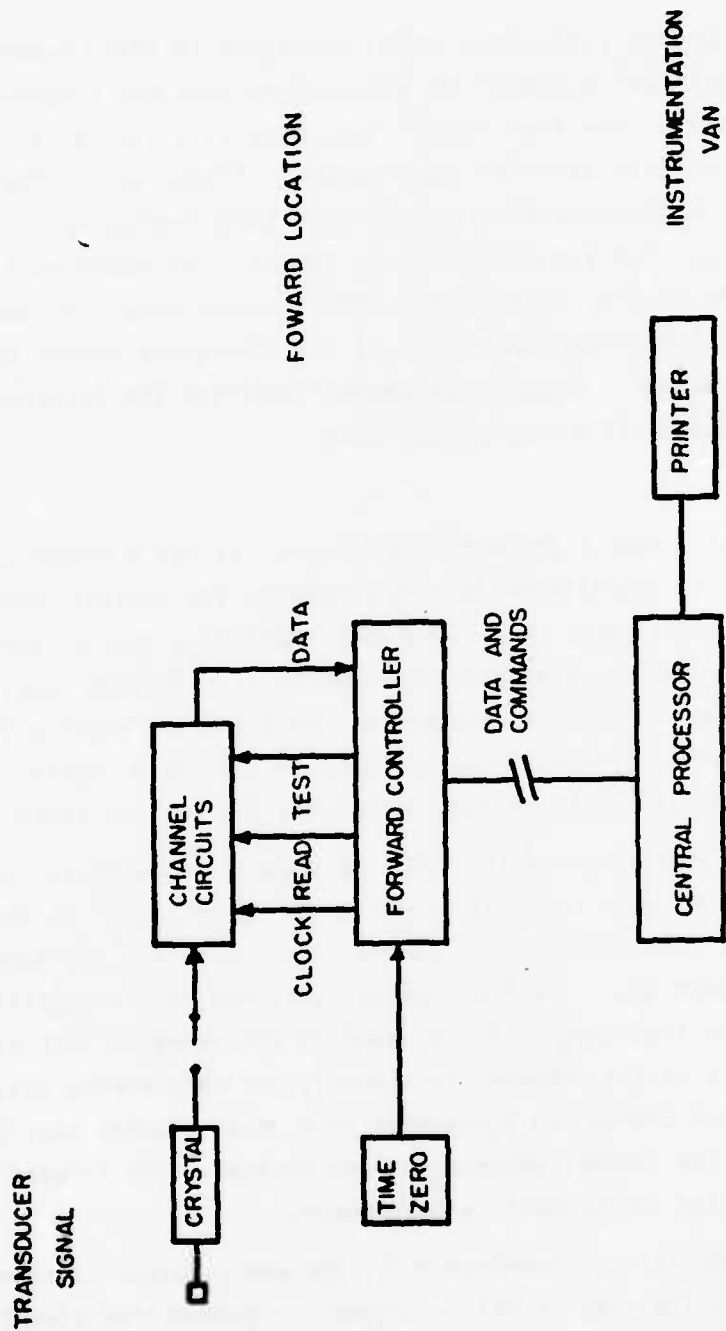 TRANSDUCER
SIGNAL
CRYSTAL
CHANNEL
CIRCUITS
FOWARD LOCATION
CLOCK
READ
TEST
DATA
TIME
ZERO
FORWARD CONTROLLER
DATA AND
COMMANDS
CENTRAL PROCESSOR
PRINTER
INSTRUMENTATION
VAN